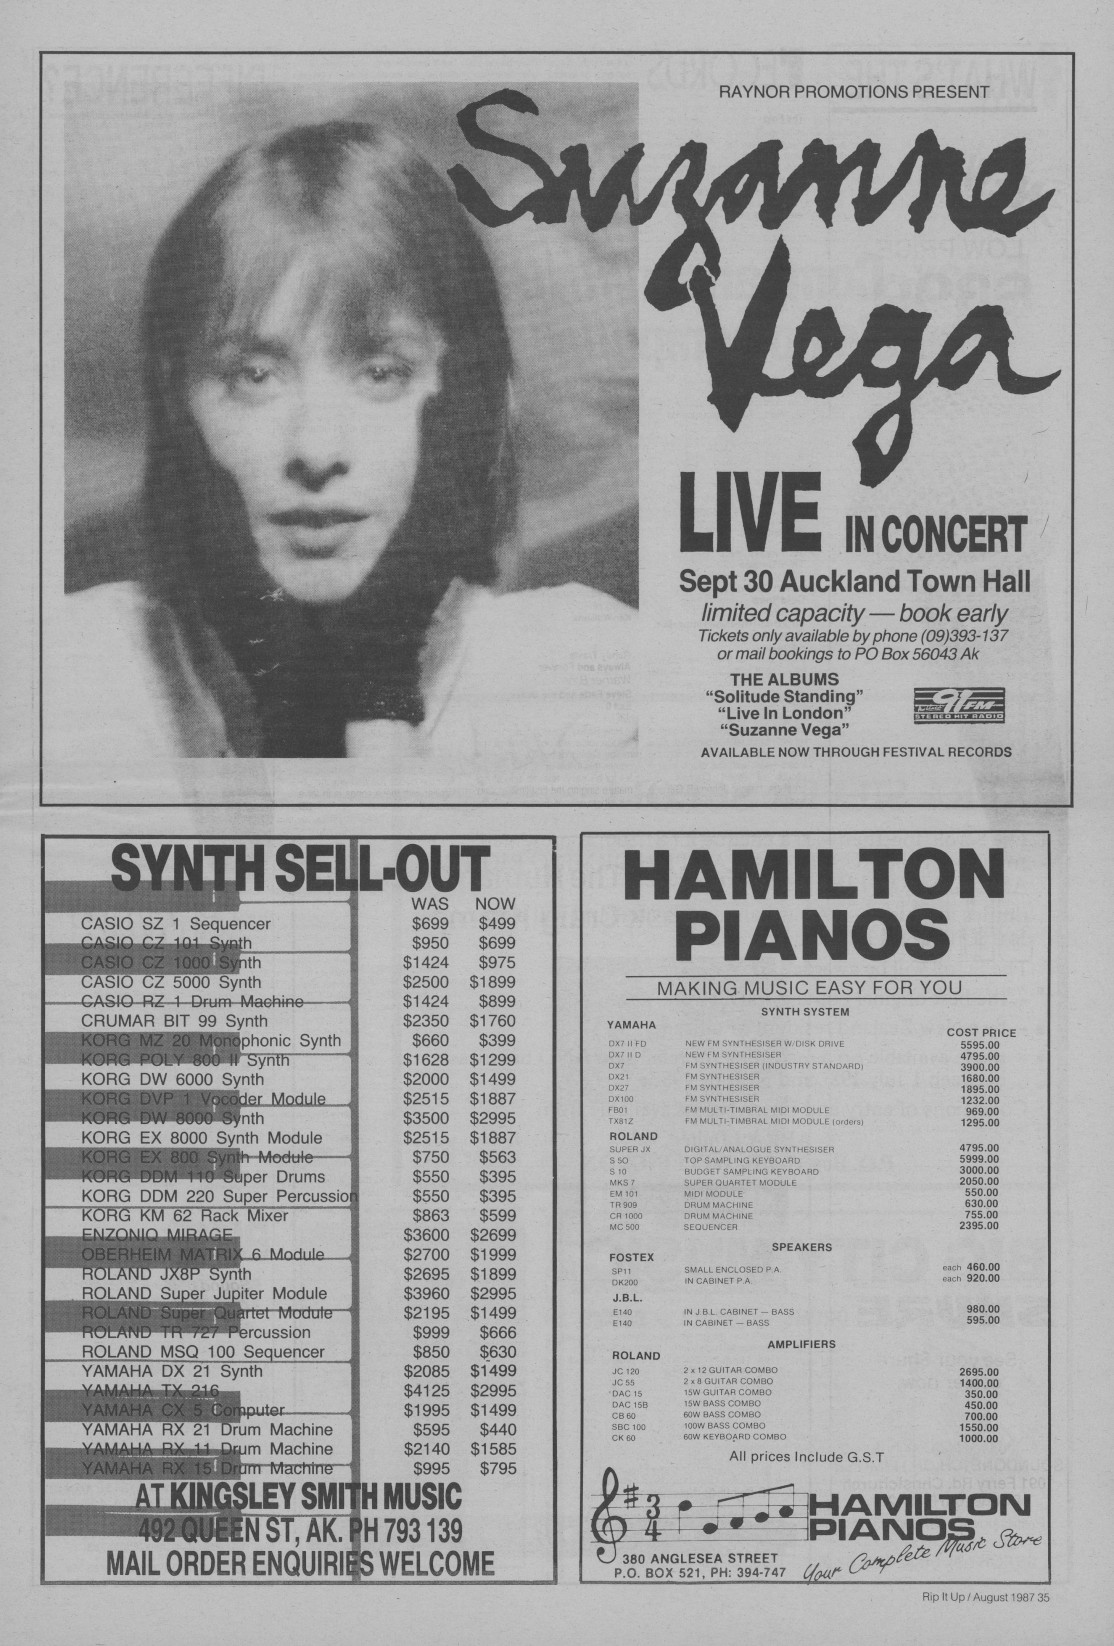 RAYNOR PROMOTIONS PRESENT
Suzanne
Vega
LIVE IN CONCERT
Sept 30 Auckland Town Hall
limited capacity — book early
Tickets only available by phone (09)393-137
or mail bookings to PO Box 56043 Ak
THE ALBUMS
“Solitude Standing”
“Live In London”
“Suzanne Vega”
91FM
STEREO HIT RADIO
AVAILABLE NOW THROUGH FESTIVAL RECORDS
SYNTH SELL-OUT
WAS NOW
CASIO SZ 1 Sequencer $699 $499
CASIO CZ 101 Synth $950 $699
CASIO CZ 1000 Synth $1424 $975
CASIO CZ 5000 Synth $2500 $1899
CASIO RZ 1 Drum Machine $1424 $899
CRUMAR BIT 99 Synth $2350 $1760
KORG MZ 20 Monophonic Synth $660 $399
KORG POLY 800 II Synth $1628 $1299
KORG DW 6000 Synth $2000 $1499
KORG DVP 1 Vocoder Module $2515 $1887
KORG DW 8000 Synth $3500 $2995
KORG EX 8000 Synth Module $2515 $1887
KORG EX 800 Synth Module $750 $563
KORG DDM 110 Super Drums $550 $395
KORG DDM 220 Super Percussion $550 $395
KORG KM 62 Rack Mixer $863 $599
ENZONIQ MIRAGE $3600 $2699
OBERHEIM MATRIX 6 Module $2700 $1999
ROLAND JX8P Synth $2695 $1899
ROLAND Super Jupiter Module $3960 $2995
ROLAND Super Quartet Module $2195 $1499
ROLAND TR 727 Percussion $999 $666
ROLAND MSQ 100 Sequencer $850 $630
YAMAHA DX 21 Synth $2085 $1499
YAMAHA TX 216 $4125 $2995
YAMAHA CX 5 Computer $1995 $1499
YAMAHA RX 21 Drum Machine $595 $440
YAMAHA RX 11 Drum Machine $2140 $1585
YAMAHA RX 15 Drum Machine $995 $795
AT KINGSLEY SMITH MUSIC
492 QUEEN ST, AK. PH 793 139
MAIL ORDER ENQUIRIES WELCOME
HAMILTON
PIANOS
MAKING MUSIC EASY FOR YOU
SYNTH SYSTEM
YAMAHA COST PRICE
DX7 II FD NEW FM SYNTHESISER W/DISK DRIVE 5595.00
DX7 II D NEW FM SYNTHESISER 4795.00
DX7 FM SYNTHESISER (INDUSTRY STANDARD) 3900.00
DX21 FM SYNTHESISER 1680.00
DX27 FM SYNTHESISER 1895.00
DX100 FM SYNTHESISER 1232.00
FB01 FM MULTI-TIMBRAL MIDI MODULE 969.00
TX81Z FM MULTI-TIMBRAL MIDI MODULE (orders) 1295.00
ROLAND
SUPER JX DIGITAL/ANALOGUE SYNTHESISER 4795.00
S 50 TOP SAMPLING KEYBOARD 5999.00
S 10 BUDGET SAMPLING KEYBOARD 3000.00
MKS 7 SUPER QUARTET MODULE 2050.00
EM 101 MIDI MODULE 550.00
TR 909 DRUM MACHINE 630.00
CR 1000 DRUM MACHINE 755.00
MC 500 SEQUENCER 2395.00
SPEAKERS
FOSTEX
SP11 SMALL ENCLOSED P.A. each 460.00
DK200 IN CABINET P.A. each 920.00
J.B.L.
E140 IN J.B.L. CABINET — BASS 980.00
E140 IN CABINET — BASS 595.00
AMPLIFIERS
ROLAND
JC 120 2 x 12 GUITAR COMBO 2695.00
JC 55 2 x 8 GUITAR COMBO 1400.00
DAC 15 15W GUITAR COMBO 350.00
DAC 15B 15W BASS COMBO 450.00
CB 60 60W BASS COMBO 700.00
SBC 100 100W BASS COMBO 1550.00
CK 60 60W KEYBOARD COMBO 1000.00
All prices Include G.S.T
3
4
HAMILTON
PIANOS
Your Complete Music Store
380 ANGLESEA STREET
P.O. BOX 521, PH: 394-747
Rip It Up / August 1987 35